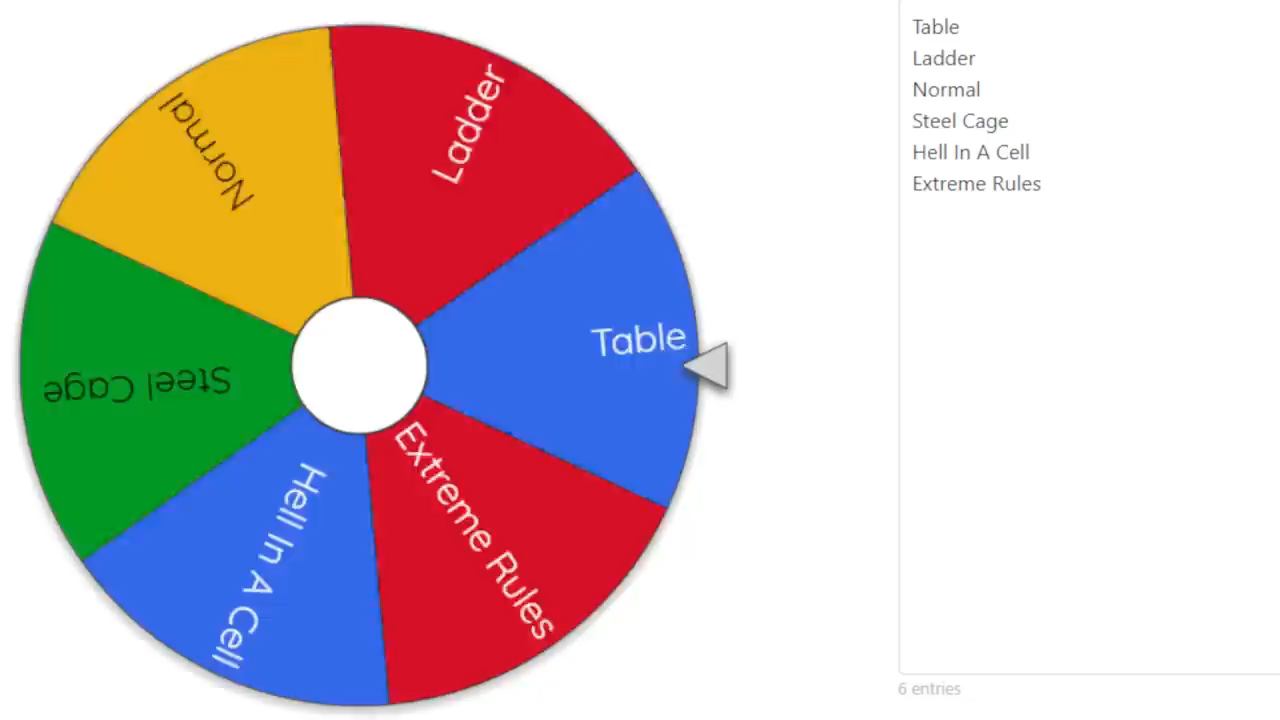 Normal
Ladder
Table
Steel Cage
Hell In A Cell
Extreme Rules
Table
Ladder
Normal
Steel Cage
Hell In A Cell
Extreme Rules
6 entries